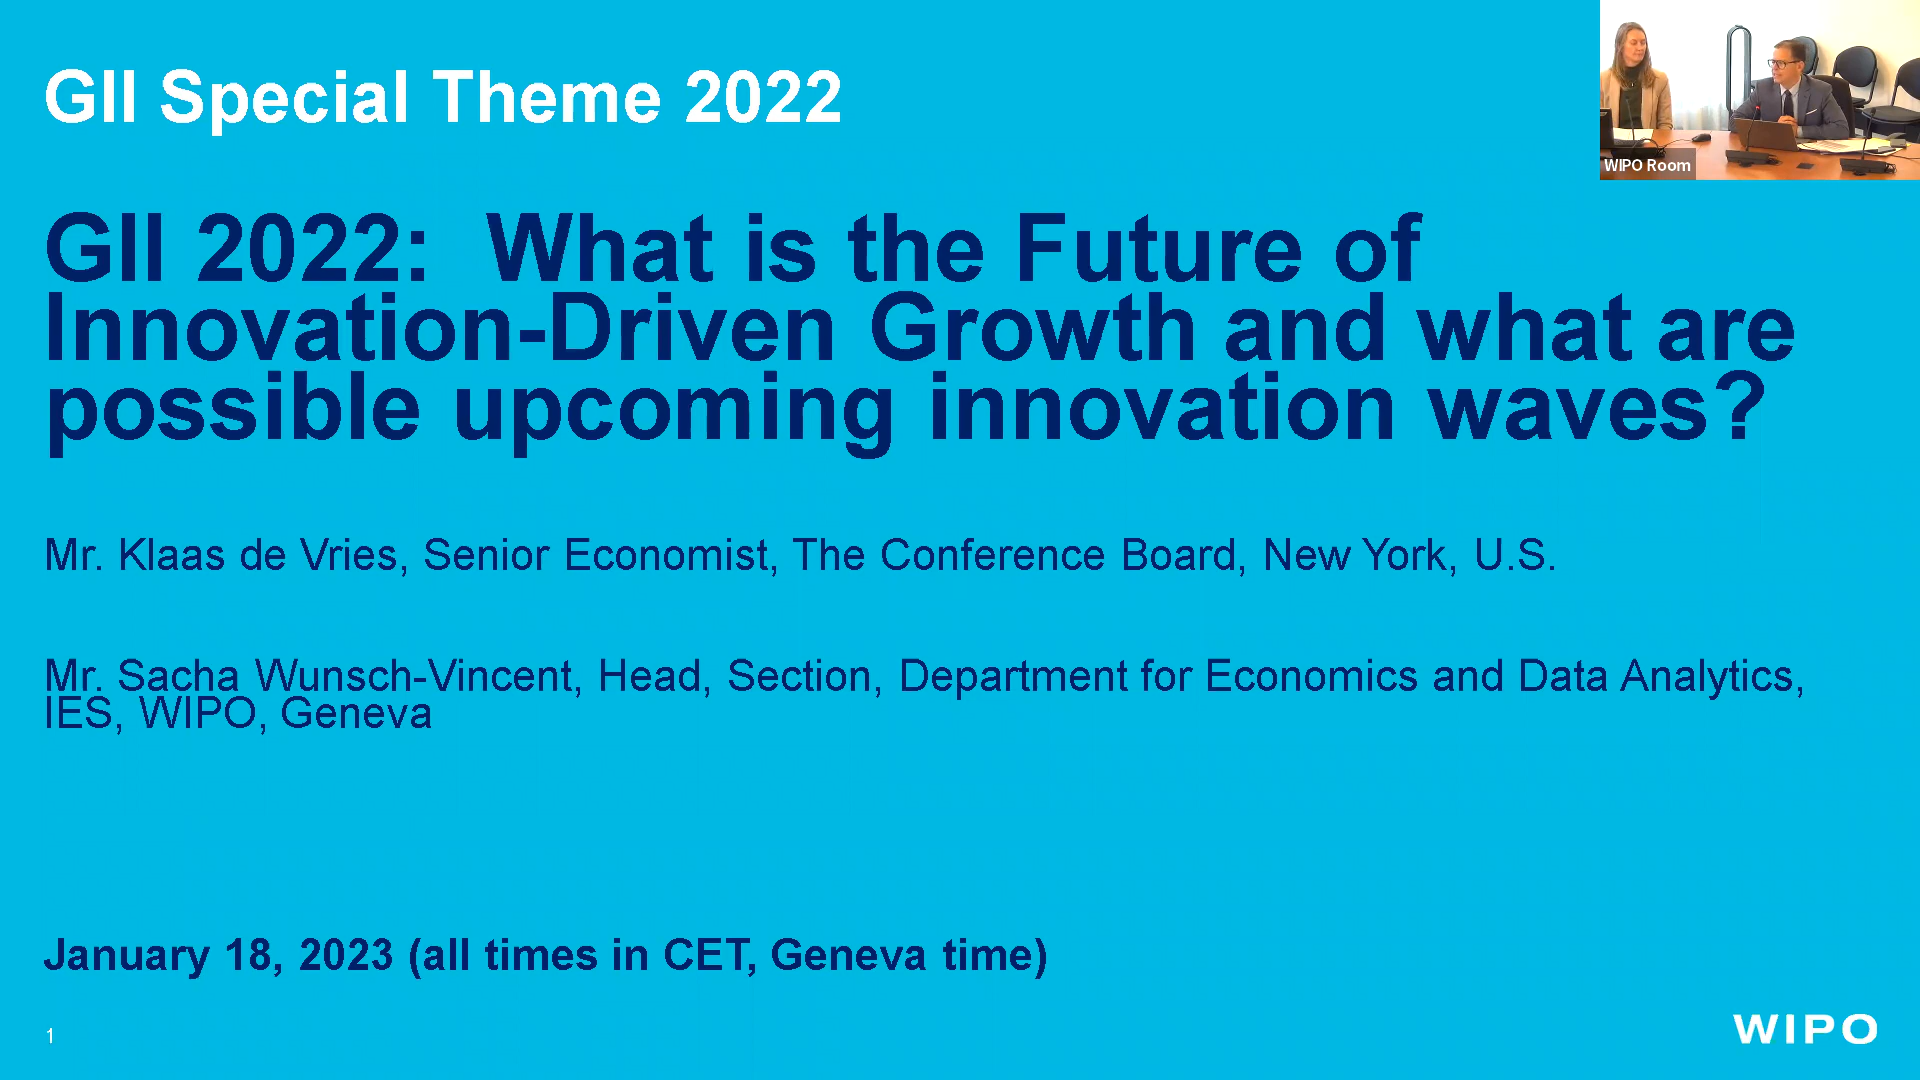 GII Special Theme 2022
WIPO Room
GII 2022: What is the Future of
Innovation-Driven Growth and what are
possible upcoming innovation waves?
Mr. Klaas de Vries, Senior Economist, The Conference Board, New York, U.S.
Mr. Sacha Wunsch-Vincent, Head, Section, Department for Economics and Data Analytics,
IES, WIPO, Geneva
January 18, 2023 (all times in CET, Geneva time)
1
WIPO